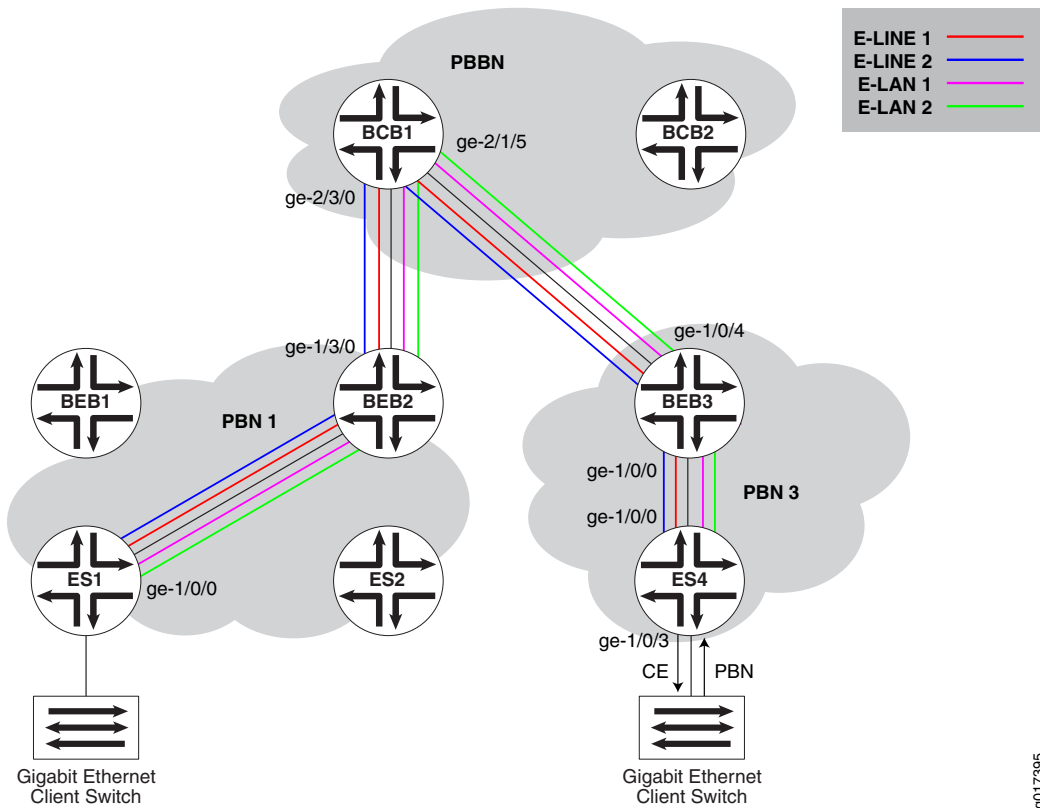 E-LINE 1
E-LINE 2
E-LAN 1
E-LAN 2
PBBN
BCB1
BCB2
ge-2/1/5
ge-2/3/0
ge-1/3/0
ge-1/0/4
BEB1
PBN 1
BEB2
BEB3
ge-1/0/0
PBN 3
ge-1/0/0
ES1
ES2
ES4
ge-1/0/0
ge-1/0/3
CE
PBN
Gigabit Ethernet
Client Switch
Gigabit Ethernet
Client Switch
g017395